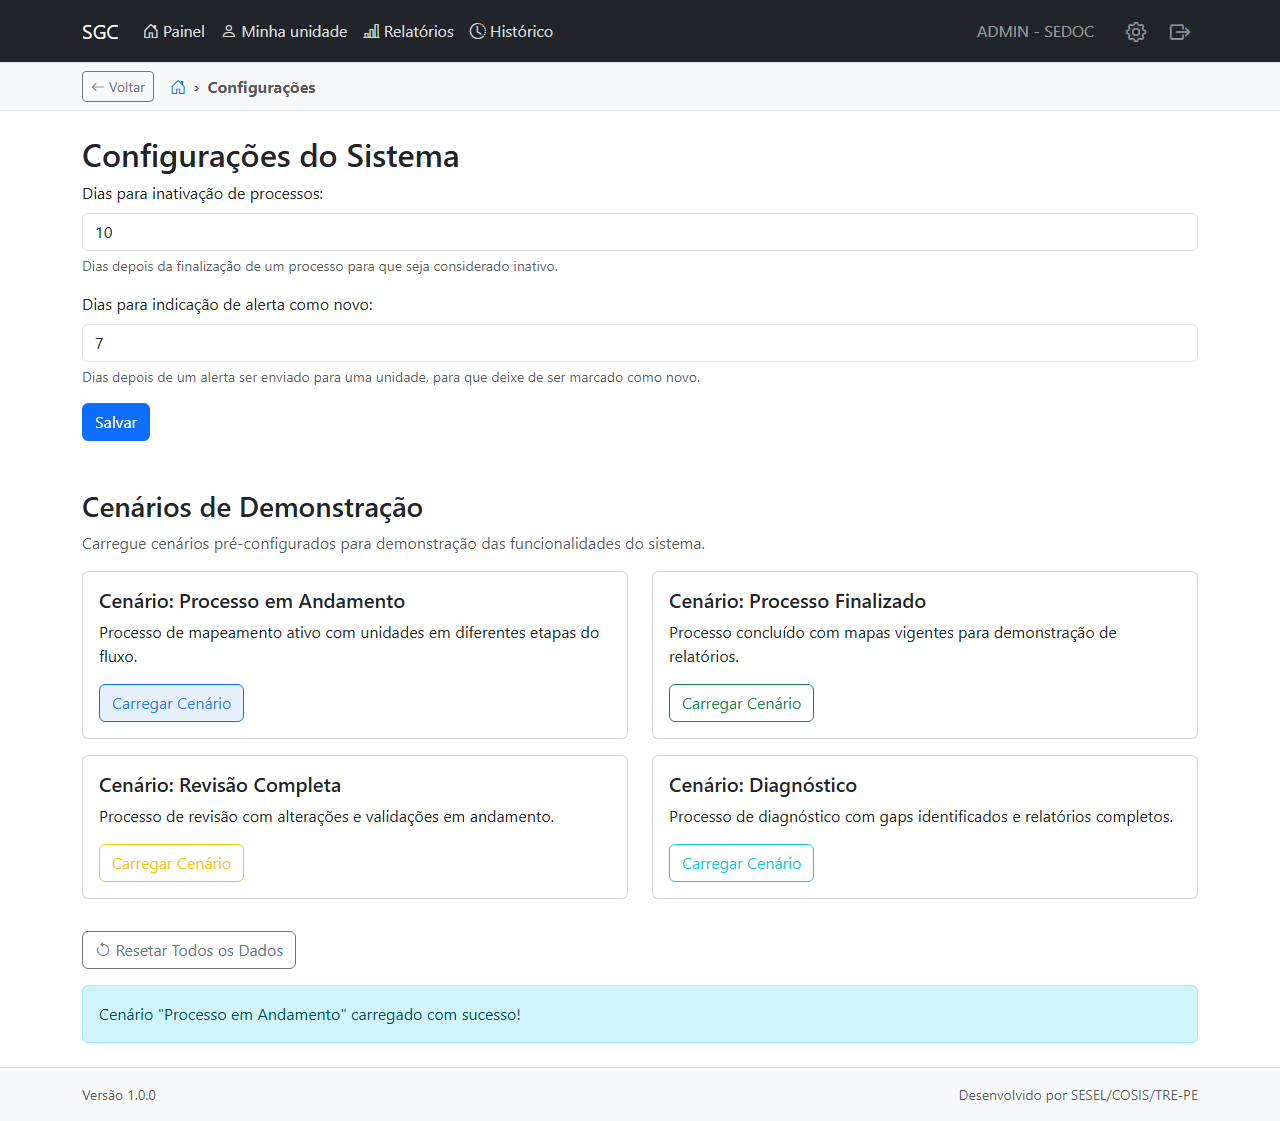 SGC Painel Minha unidade Relatórios Histórico ADMIN - SEDOC
Voltar › Configurações
Configurações do Sistema
Dias para inativação de processos:
10
Dias depois da finalização de um processo para que seja considerado inativo.
Dias para indicação de alerta como novo:
7
Dias depois de um alerta ser enviado para uma unidade, para que deixe de ser marcado como novo.
Salvar
Cenários de Demonstração
Carregue cenários pré-configurados para demonstração das funcionalidades do sistema.
Cenário: Processo em Andamento
Processo de mapeamento ativo com unidades em diferentes etapas do
fluxo.
Carregar Cenário
Cenário: Processo Finalizado
Processo concluído com mapas vigentes para demonstração de
relatórios.
Carregar Cenário
Cenário: Revisão Completa
Processo de revisão com alterações e validações em andamento.
Carregar Cenário
Cenário: Diagnóstico
Processo de diagnóstico com gaps identificados e relatórios completos.
Carregar Cenário
Resetar Todos os Dados
Cenário "Processo em Andamento" carregado com sucesso!
Versão 1.0.0
Desenvolvido por SESEL/COSIS/TRE-PE